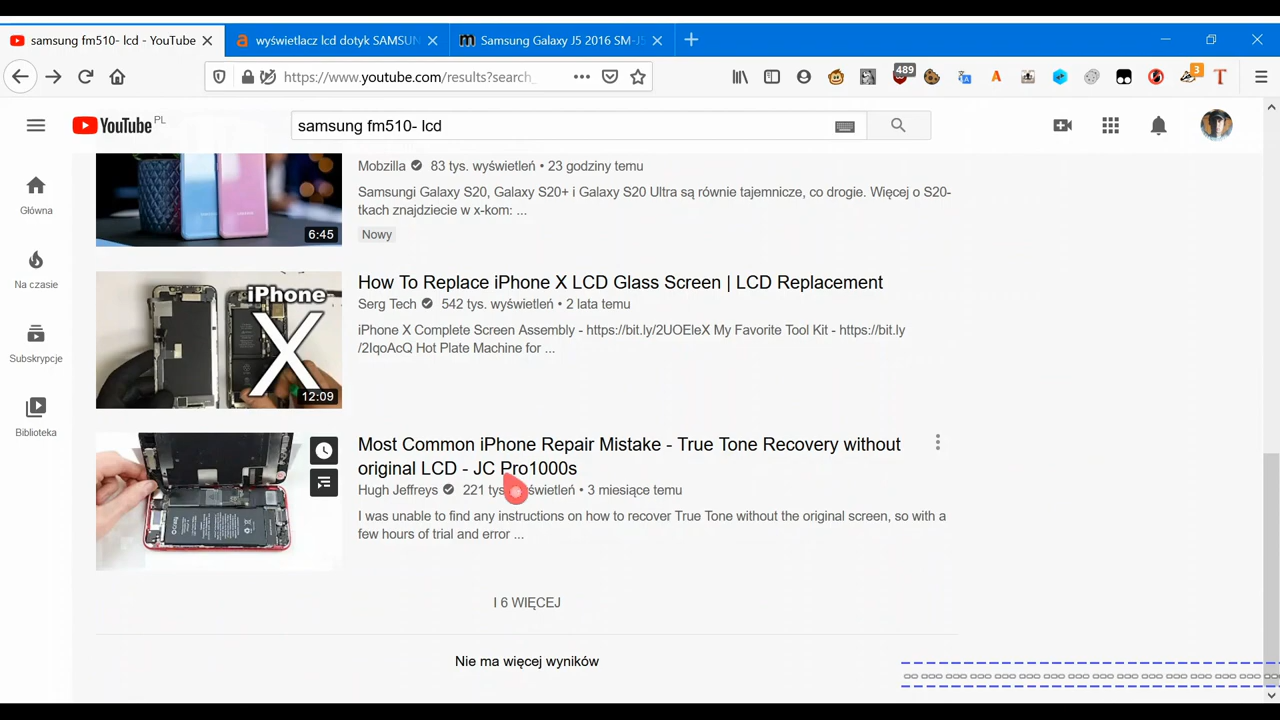 samsung fm510- lcd - YouTube
wyświetlacz lcd dotyk SAMSUN
Samsung Galaxy J5 2016 SM-J5
https://www.youtube.com/results?search_
489
3
YouTube PL
samsung fm510- lcd
Główna
Na czasie
Subskrypcje
Biblioteka
Mobzilla 83 tys. wyświetleń • 23 godziny temu
Samsungi Galaxy S20, Galaxy S20+ i Galaxy S20 Ultra są równie tajemnicze, co drogie. Więcej o S20-
tkach znajdziecie w x-kom: ...
Nowy
6:45
How To Replace iPhone X LCD Glass Screen | LCD Replacement
Serg Tech 542 tys. wyświetleń • 2 lata temu
iPhone X Complete Screen Assembly - https://bit.ly/2UOEleX My Favorite Tool Kit - https://bit.ly
/2IqoAcQ Hot Plate Machine for ...
iPhone
X
12:09
Most Common iPhone Repair Mistake - True Tone Recovery without
original LCD - JC Pro1000s
Hugh Jeffreys 221 tys. wyświetleń • 3 miesiące temu
I was unable to find any instructions on how to recover True Tone without the original screen, so with a
few hours of trial and error ...
I 6 WIĘCEJ
Nie ma więcej wyników